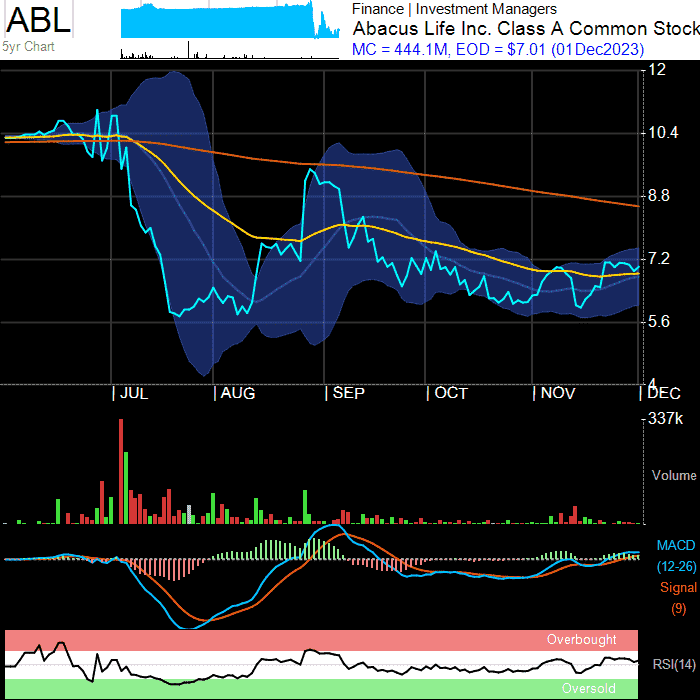 ABL
5yr Chart
Finance | Investment Managers
Abacus Life Inc. Class A Common Stock
MC = 444.1M, EOD = $7.01 (01Dec2023)
12
10.4
8.8
7.2
5.6
4
JUL AUG SEP OCT NOV DEC
337k
Volume
MACD
(12-26)
Signal
(9)
Overbought
RSI(14)
Oversold